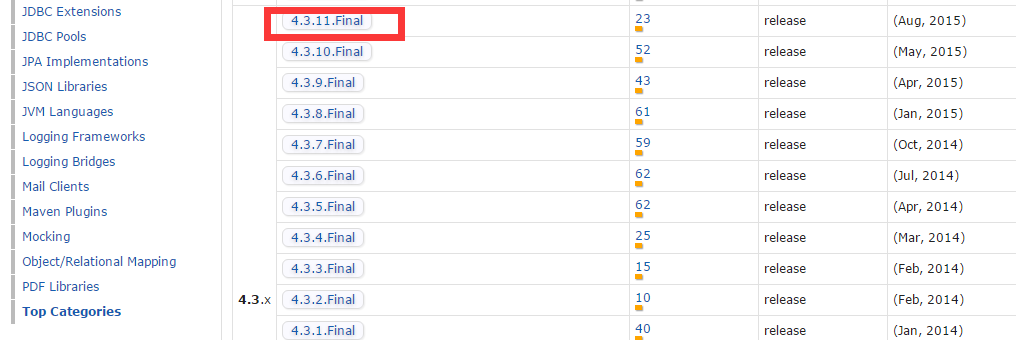 JDBC Extensions
JDBC Pools
JPA Implementations
JSON Libraries
JVM Languages
Logging Frameworks
Logging Bridges
Mail Clients
Maven Plugins
Mocking
Object/Relational Mapping
PDF Libraries
Top Categories
4.3.x
4.3.11.Final 23 release (Aug, 2015)
4.3.10.Final 52 release (May, 2015)
4.3.9.Final 43 release (Apr, 2015)
4.3.8.Final 61 release (Jan, 2015)
4.3.7.Final 59 release (Oct, 2014)
4.3.6.Final 62 release (Jul, 2014)
4.3.5.Final 62 release (Apr, 2014)
4.3.4.Final 25 release (Mar, 2014)
4.3.3.Final 15 release (Feb, 2014)
4.3.2.Final 10 release (Feb, 2014)
4.3.1.Final 40 release (Jan, 2014)